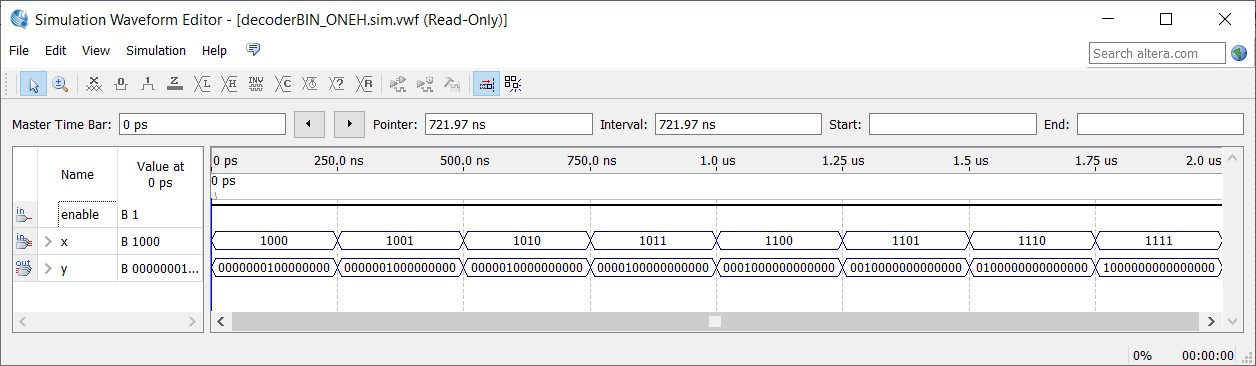 Simulation Waveform Editor - [decoderBIN_ONEH.sim.vwf (Read-Only)]
File Edit View Simulation Help
Search altera.com
Master Time Bar: 0 ps Pointer: 721.97 ns Interval: 721.97 ns Start: End:
Name Value at 0 ps
0 ps 250.0 ns 500.0 ns 750.0 ns 1.0 us 1.25 us 1.5 us 1.75 us 2.0 us
0 ps
in enable B 1
in x B 1000 1000 1001 1010 1011 1100 1101 1110 1111
out y B 00000001... 0000000100000000 0000001000000000 0000010000000000 0000100000000000 0001000000000000 0010000000000000 0100000000000000 1000000000000000
0% 00:00:00